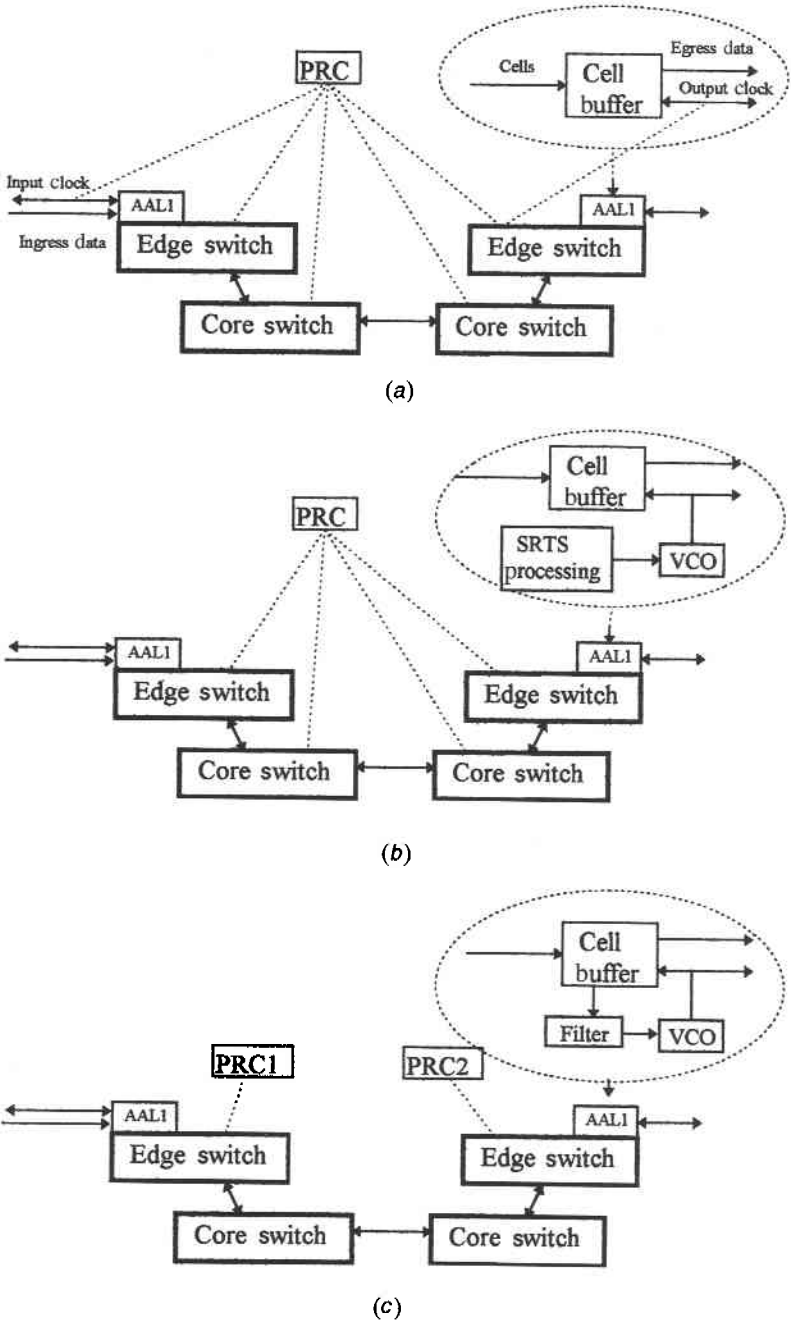 PRC
Cells
Cell
buffer
Egress data
Output clock
Input clock
Ingress data
AAL1
Edge switch
AAL1
Edge switch
Core switch
Core switch
(a)
PRC
Cell
buffer
SRTS
processing
VCO
AAL1
Edge switch
AAL1
Edge switch
Core switch
Core switch
(b)
Cell
buffer
Filter
VCO
PRC1
PRC2
AAL1
Edge switch
AAL1
Edge switch
Core switch
Core switch
(c)